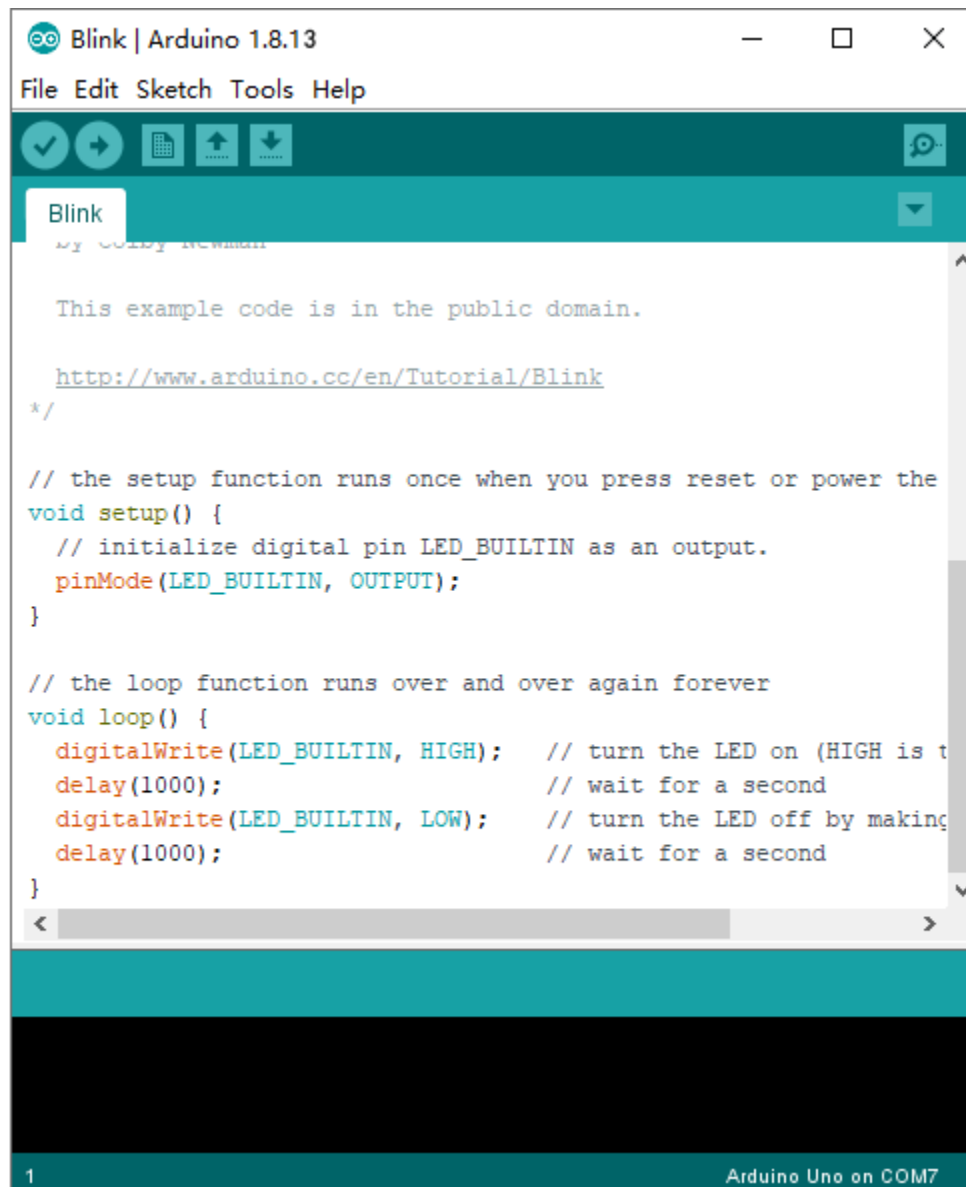 Blink | Arduino 1.8.13
File Edit Sketch Tools Help
Blink
by Colby Newman
This example code is in the public domain.
http://www.arduino.cc/en/Tutorial/Blink
*/
// the setup function runs once when you press reset or power the
void setup() {
  // initialize digital pin LED_BUILTIN as an output.
  pinMode(LED_BUILTIN, OUTPUT);
}
// the loop function runs over and over again forever
void loop() {
  digitalWrite(LED_BUILTIN, HIGH);   // turn the LED on (HIGH is t
  delay(1000);                       // wait for a second
  digitalWrite(LED_BUILTIN, LOW);    // turn the LED off by making
  delay(1000);                       // wait for a second
}
1
Arduino Uno on COM7